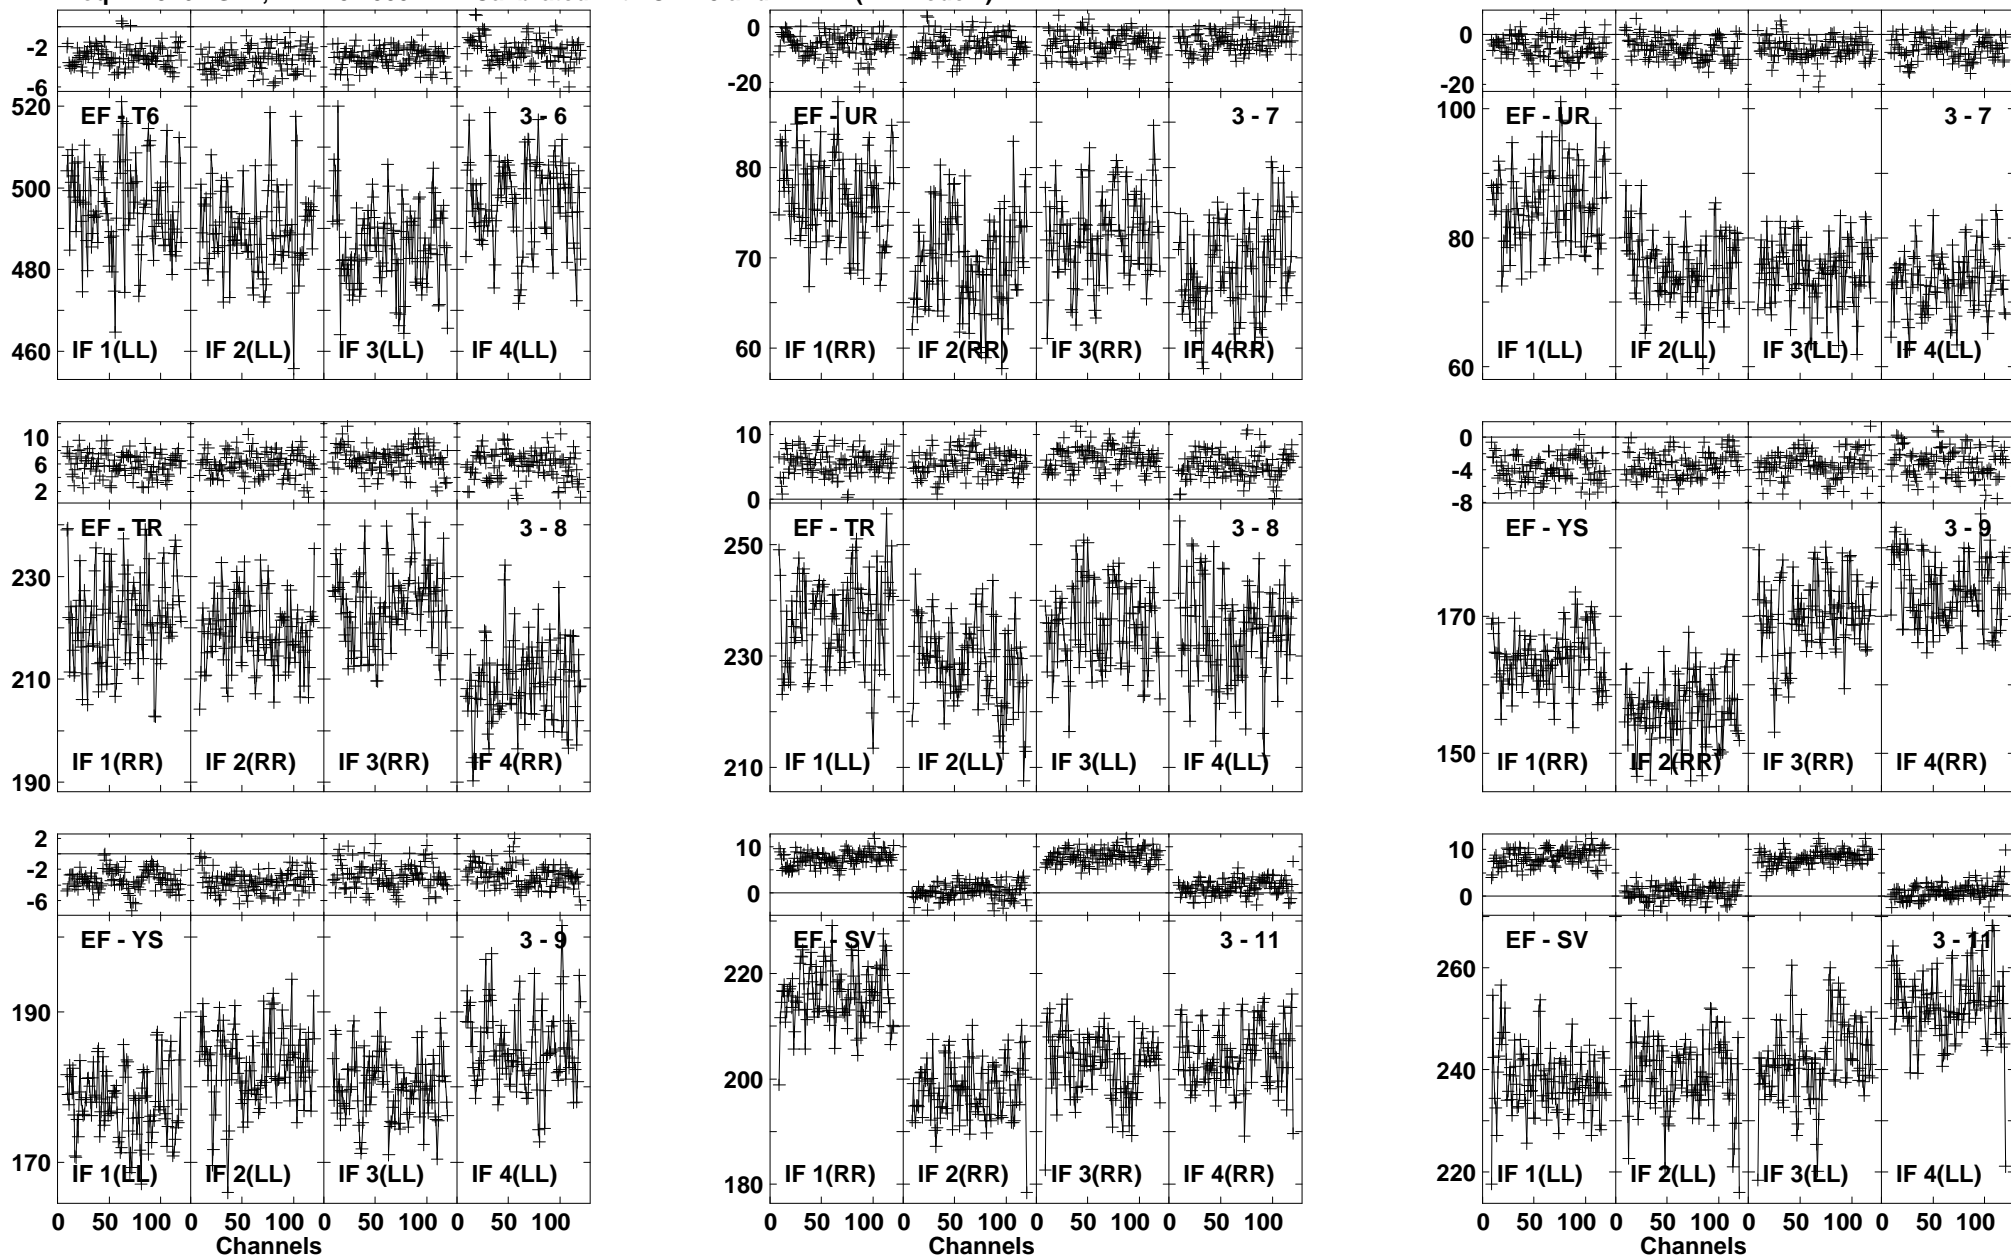 -2
-6
520
500
480
460
EF - T6
3 - 6
IF 1(LL)
IF 2(LL)
IF 3(LL)
IF 4(LL)
0
-20
80
70
60
EF - UR
3 - 7
IF 1(RR)
IF 2(RR)
IF 3(RR)
IF 4(RR)
0
-20
100
80
60
EF - UR
3 - 7
IF 1(LL)
IF 2(LL)
IF 3(LL)
IF 4(LL)
10
6
2
230
210
190
EF - TR
3 - 8
IF 1(RR)
IF 2(RR)
IF 3(RR)
IF 4(RR)
10
0
250
230
210
EF - TR
3 - 8
IF 1(LL)
IF 2(LL)
IF 3(LL)
IF 4(LL)
0
-4
-8
170
150
EF - YS
3 - 9
IF 1(RR)
IF 2(RR)
IF 3(RR)
IF 4(RR)
2
-2
-6
190
170
EF - YS
3 - 9
IF 1(LL)
IF 2(LL)
IF 3(LL)
IF 4(LL)
0 50 100 0 50 100 0 50 100 0 50 100
Channels
10
0
220
200
180
EF - SV
3 - 11
IF 1(RR)
IF 2(RR)
IF 3(RR)
IF 4(RR)
0 50 100 0 50 100 0 50 100 0 50 100
Channels
10
0
260
240
220
EF - SV
3 - 11
IF 1(LL)
IF 2(LL)
IF 3(LL)
IF 4(LL)
0 50 100 0 50 100 0 50 100 0 50 100
Channels